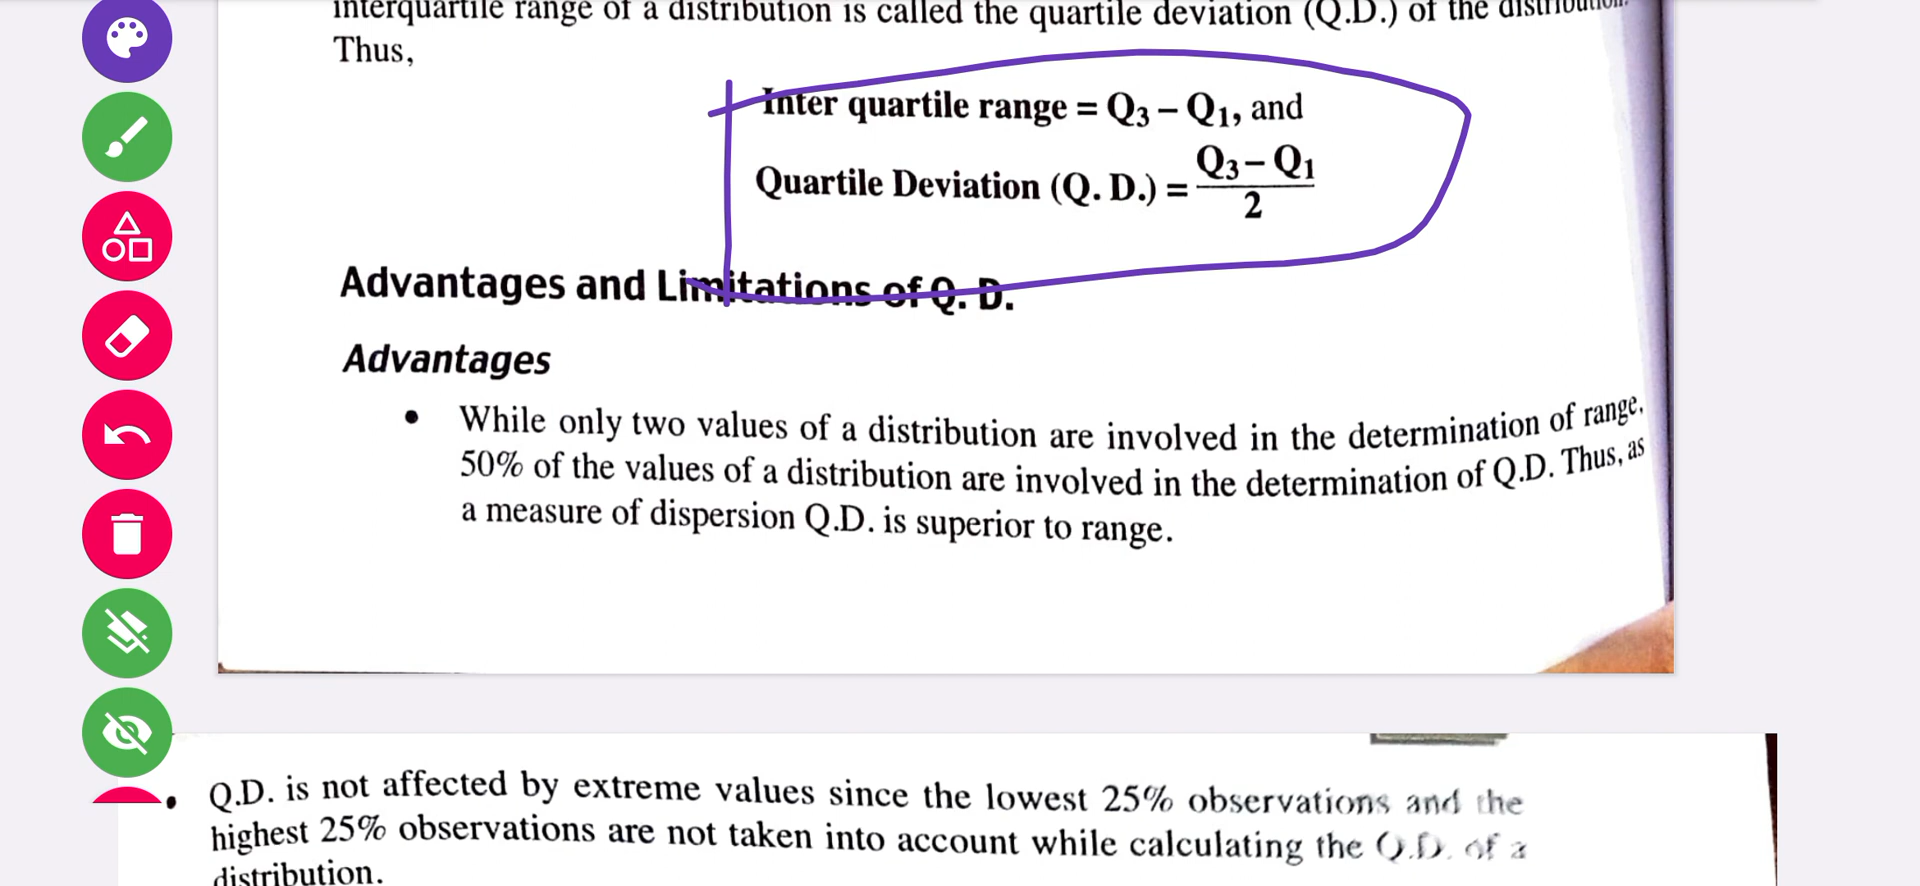 interquartile range of a distribution is called the quartile deviation (Q.D.) of the distribution.
Thus,
Inter quartile range = Q₃ – Q₁, and
Quartile Deviation (Q. D.) = (Q₃ – Q₁) / 2
Advantages and Limitations of Q. D.
Advantages
• While only two values of a distribution are involved in the determination of range,
50% of the values of a distribution are involved in the determination of Q.D. Thus, as
a measure of dispersion Q.D. is superior to range.
• Q.D. is not affected by extreme values since the lowest 25% observations and the
highest 25% observations are not taken into account while calculating the Q.D. of a
distribution.